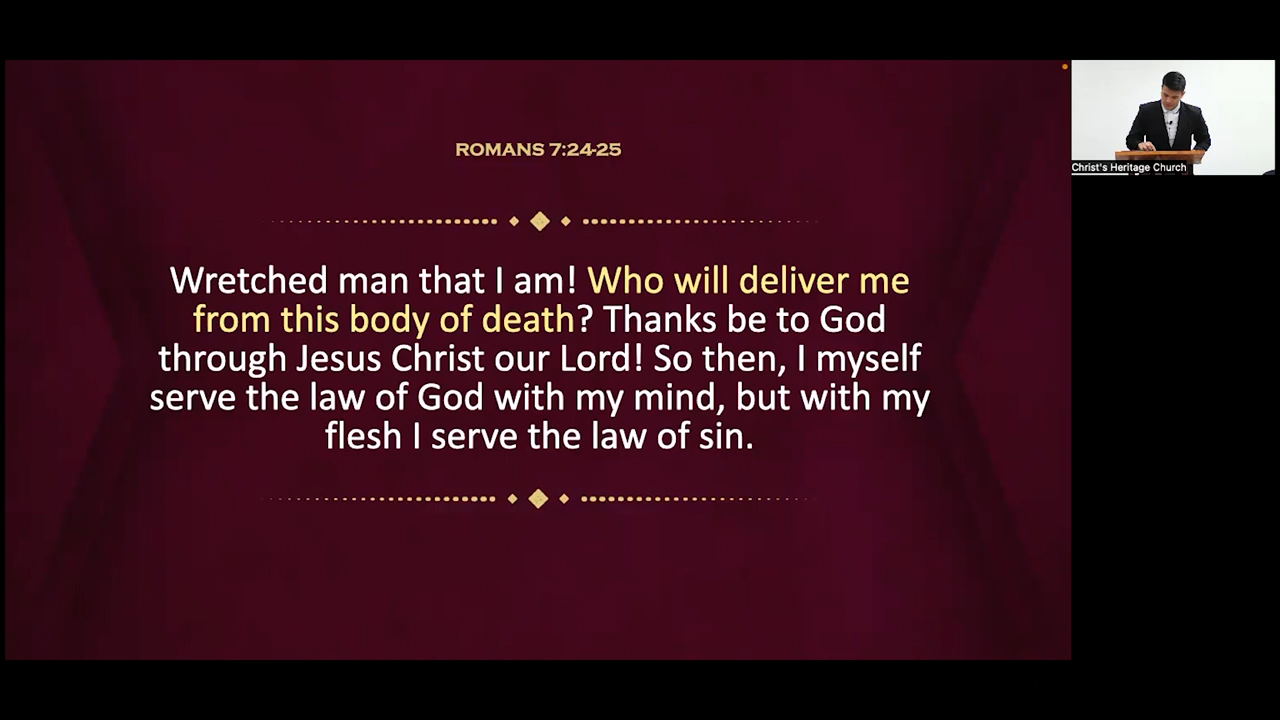 ROMANS 7:24-25
Wretched man that I am! Who will deliver me
from this body of death? Thanks be to God
through Jesus Christ our Lord! So then, I myself
serve the law of God with my mind, but with my
flesh I serve the law of sin.
Christ's Heritage Church